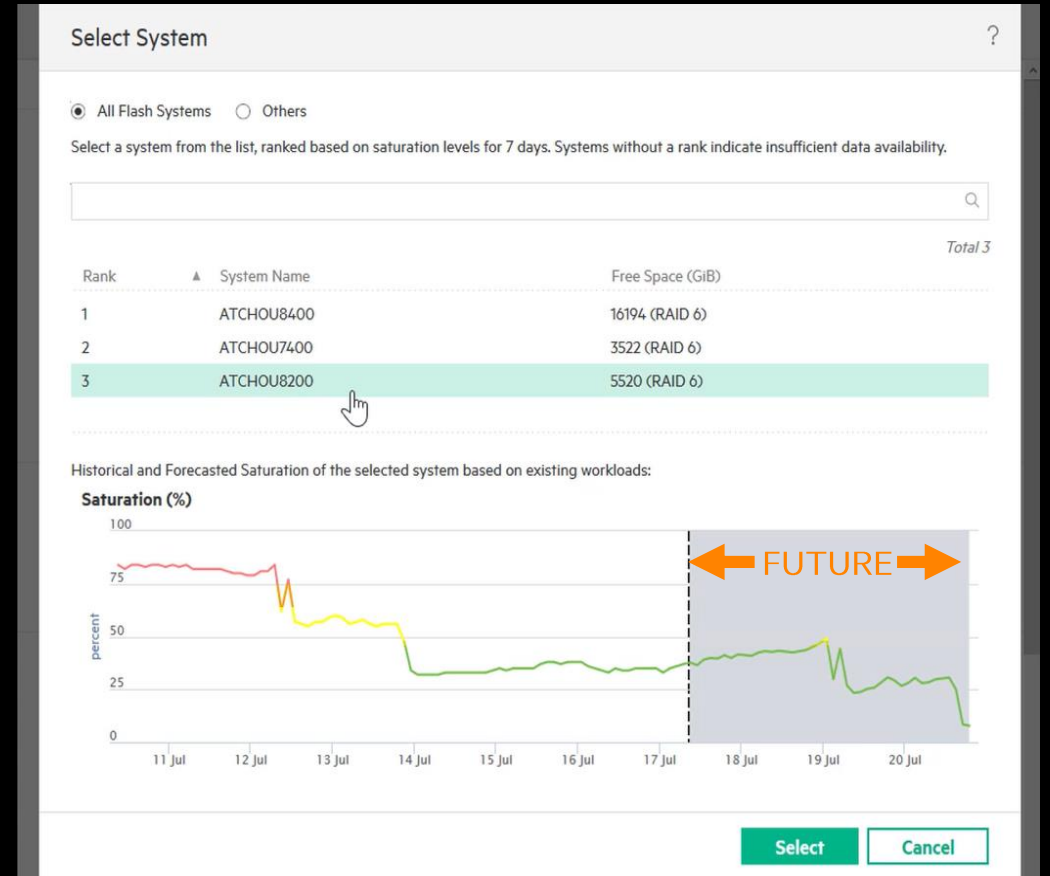 Select System ?
All Flash Systems Others
Select a system from the list, ranked based on saturation levels for 7 days. Systems without a rank indicate insufficient data availability.
Total 3
Rank System Name Free Space (GiB)
1 ATCHOU8400 16194 (RAID 6)
2 ATCHOU7400 3522 (RAID 6)
3 ATCHOU8200 5520 (RAID 6)
Historical and Forecasted Saturation of the selected system based on existing workloads:
Saturation (%)
100
75
50
25
0
percent
FUTURE
11 Jul 12 Jul 13 Jul 14 Jul 15 Jul 16 Jul 17 Jul 18 Jul 19 Jul 20 Jul
Select Cancel